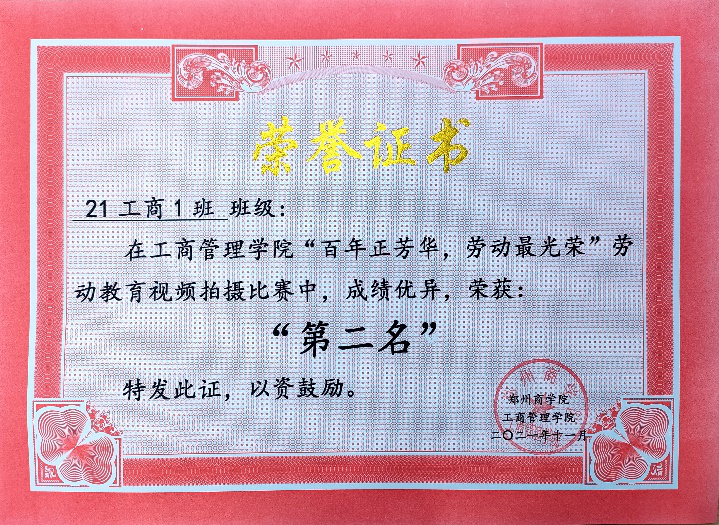 荣誉证书
21工商1班 班级：
在工商管理学院“百年正芳华，劳动最光荣”劳
动教育视频拍摄比赛中，成绩优异，荣获：
“第二名”
特发此证，以资鼓励。
郑州商学院
工商管理学院
二〇二一年十一月